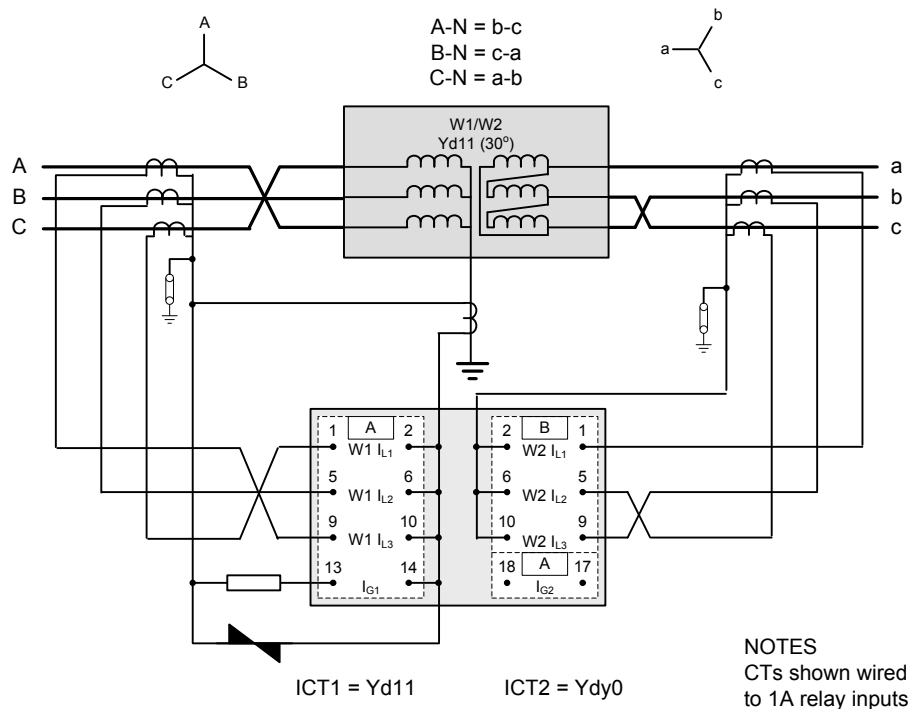 A
C
B
A-N = b-c
B-N = c-a
C-N = a-b
b
a
c
W1/W2
Yd11 (30°)
A
B
C
a
b
c
1 A 2
W1 IL1
5 6
W1 IL2
9 10
W1 IL3
13 14
IG1
2 B 1
W2 IL1
6 5
W2 IL2
10 9
W2 IL3
18 A 17
IG2
ICT1 = Yd11
ICT2 = Ydy0
NOTES
CTs shown wired
to 1A relay inputs